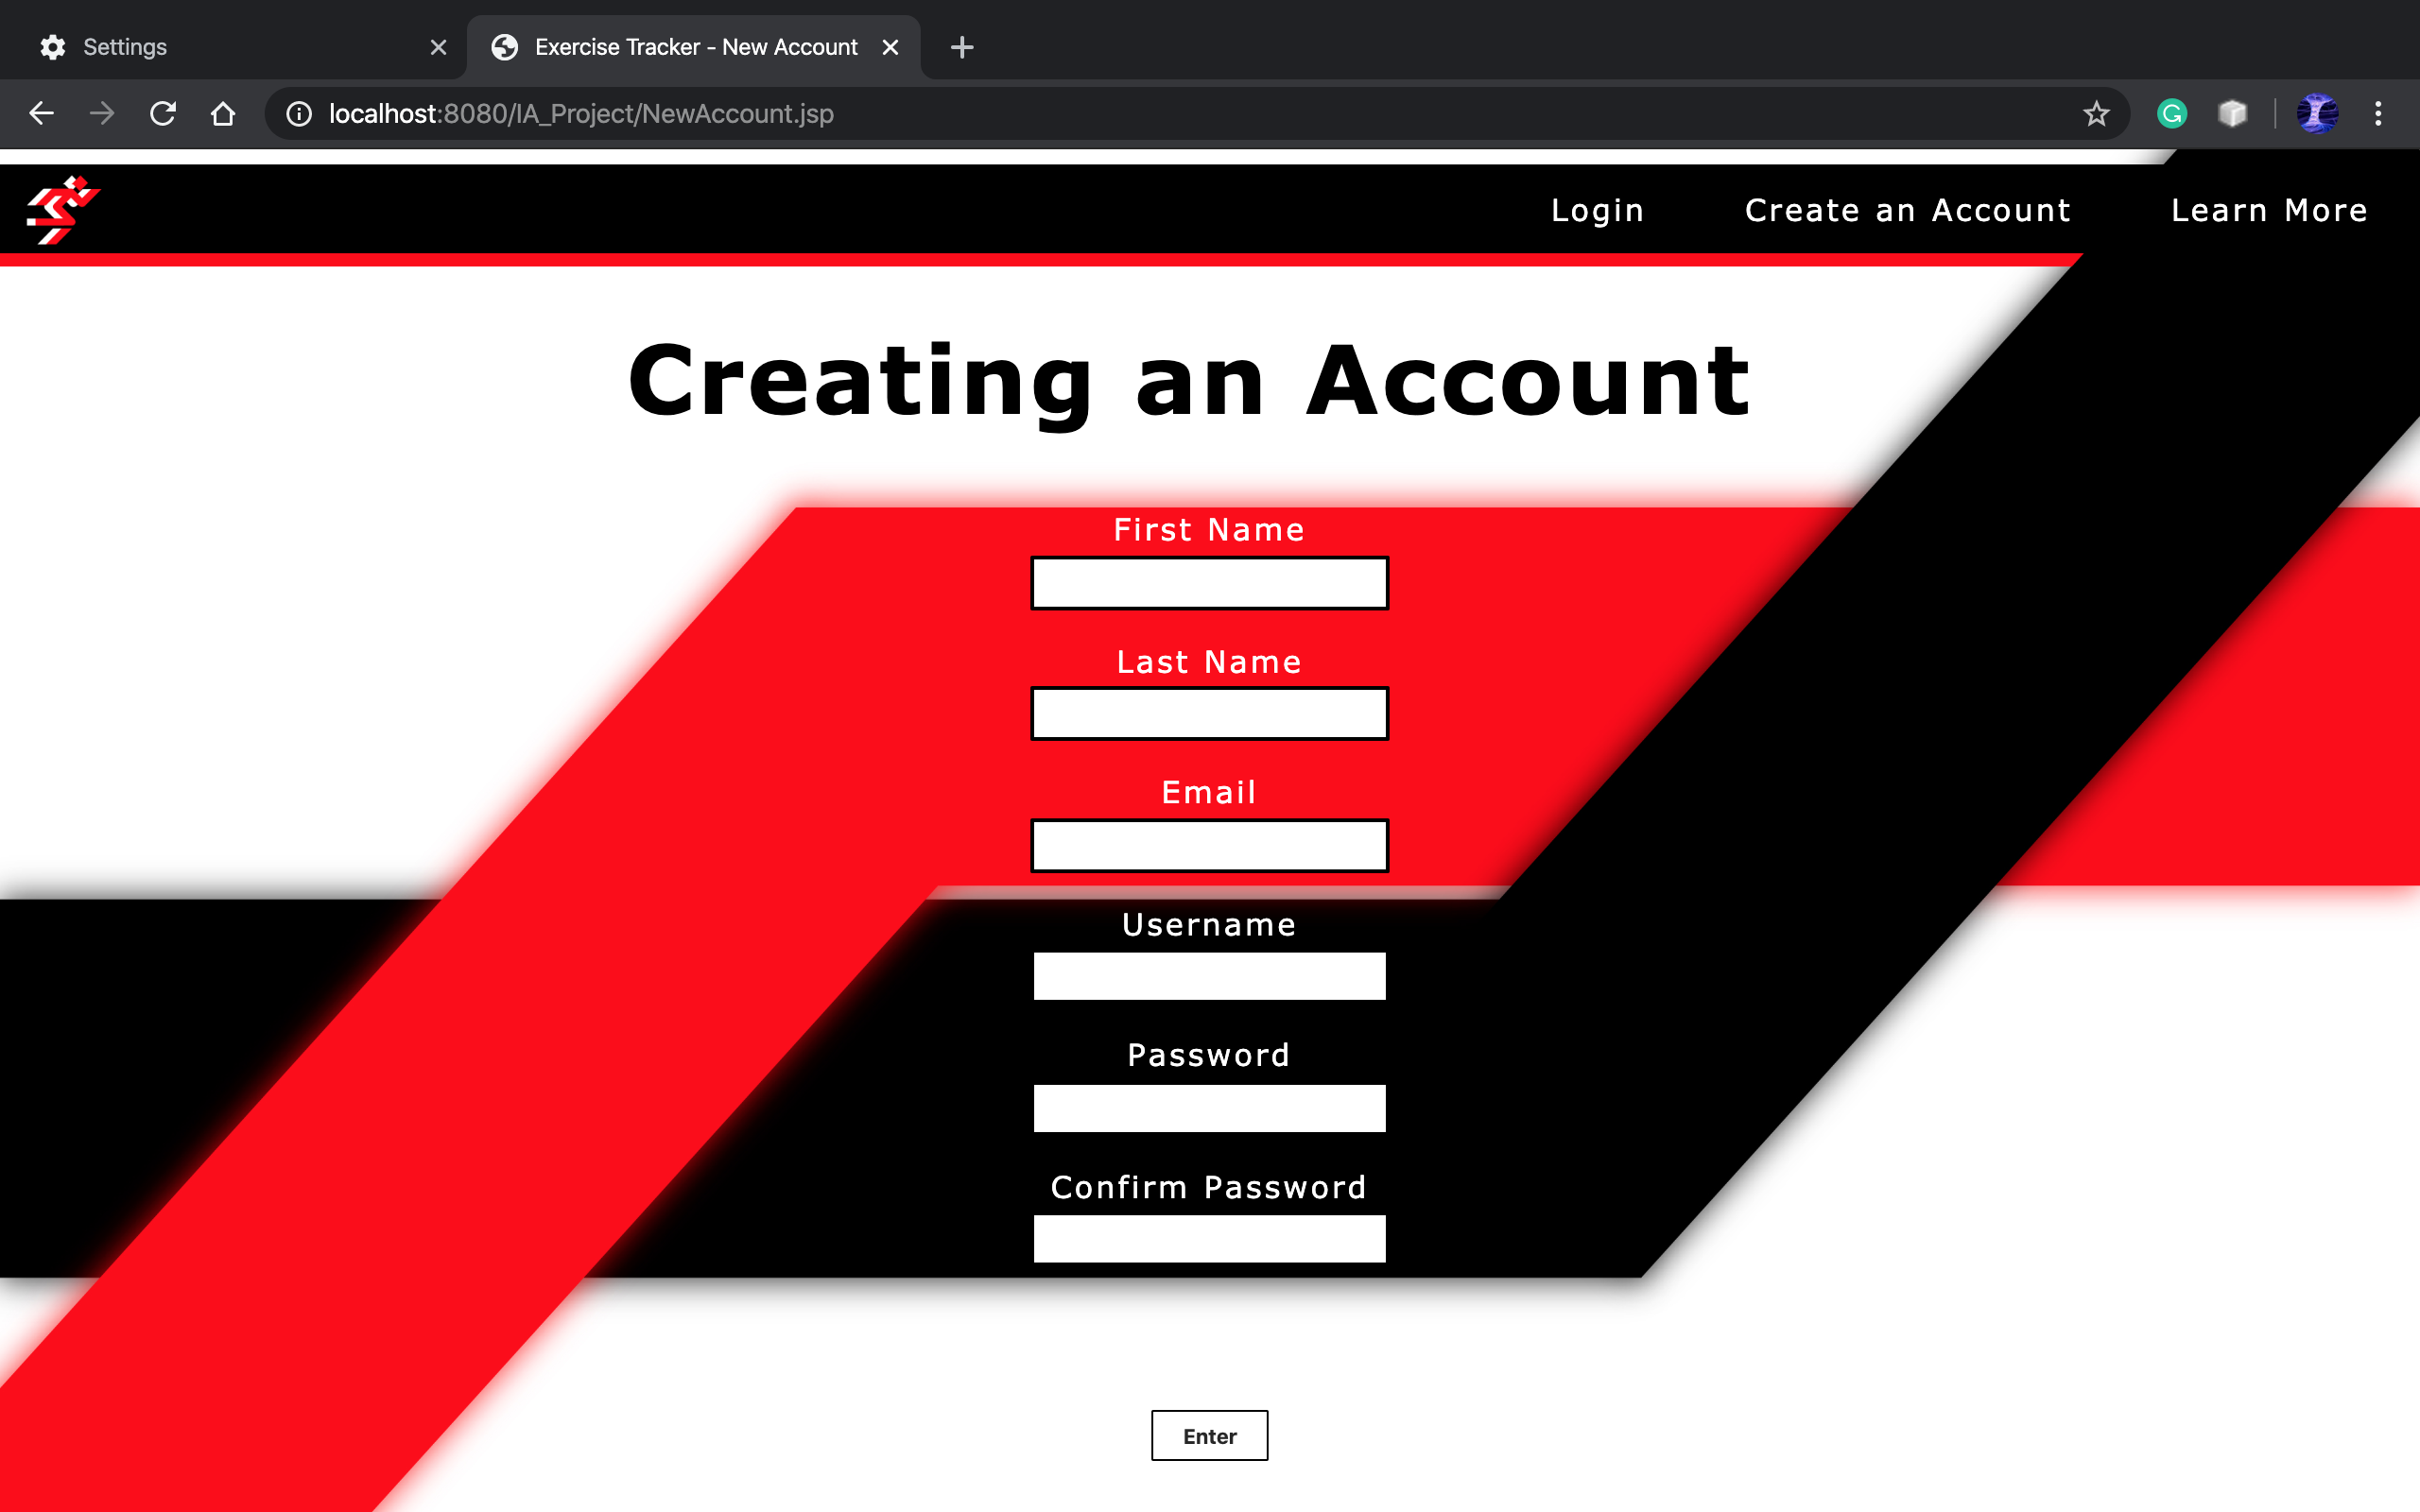 Settings
Exercise Tracker - New Account
localhost:8080/IA_Project/NewAccount.jsp
Login
Create an Account
Learn More
Creating an Account
First Name
Last Name
Email
Username
Password
Confirm Password
Enter